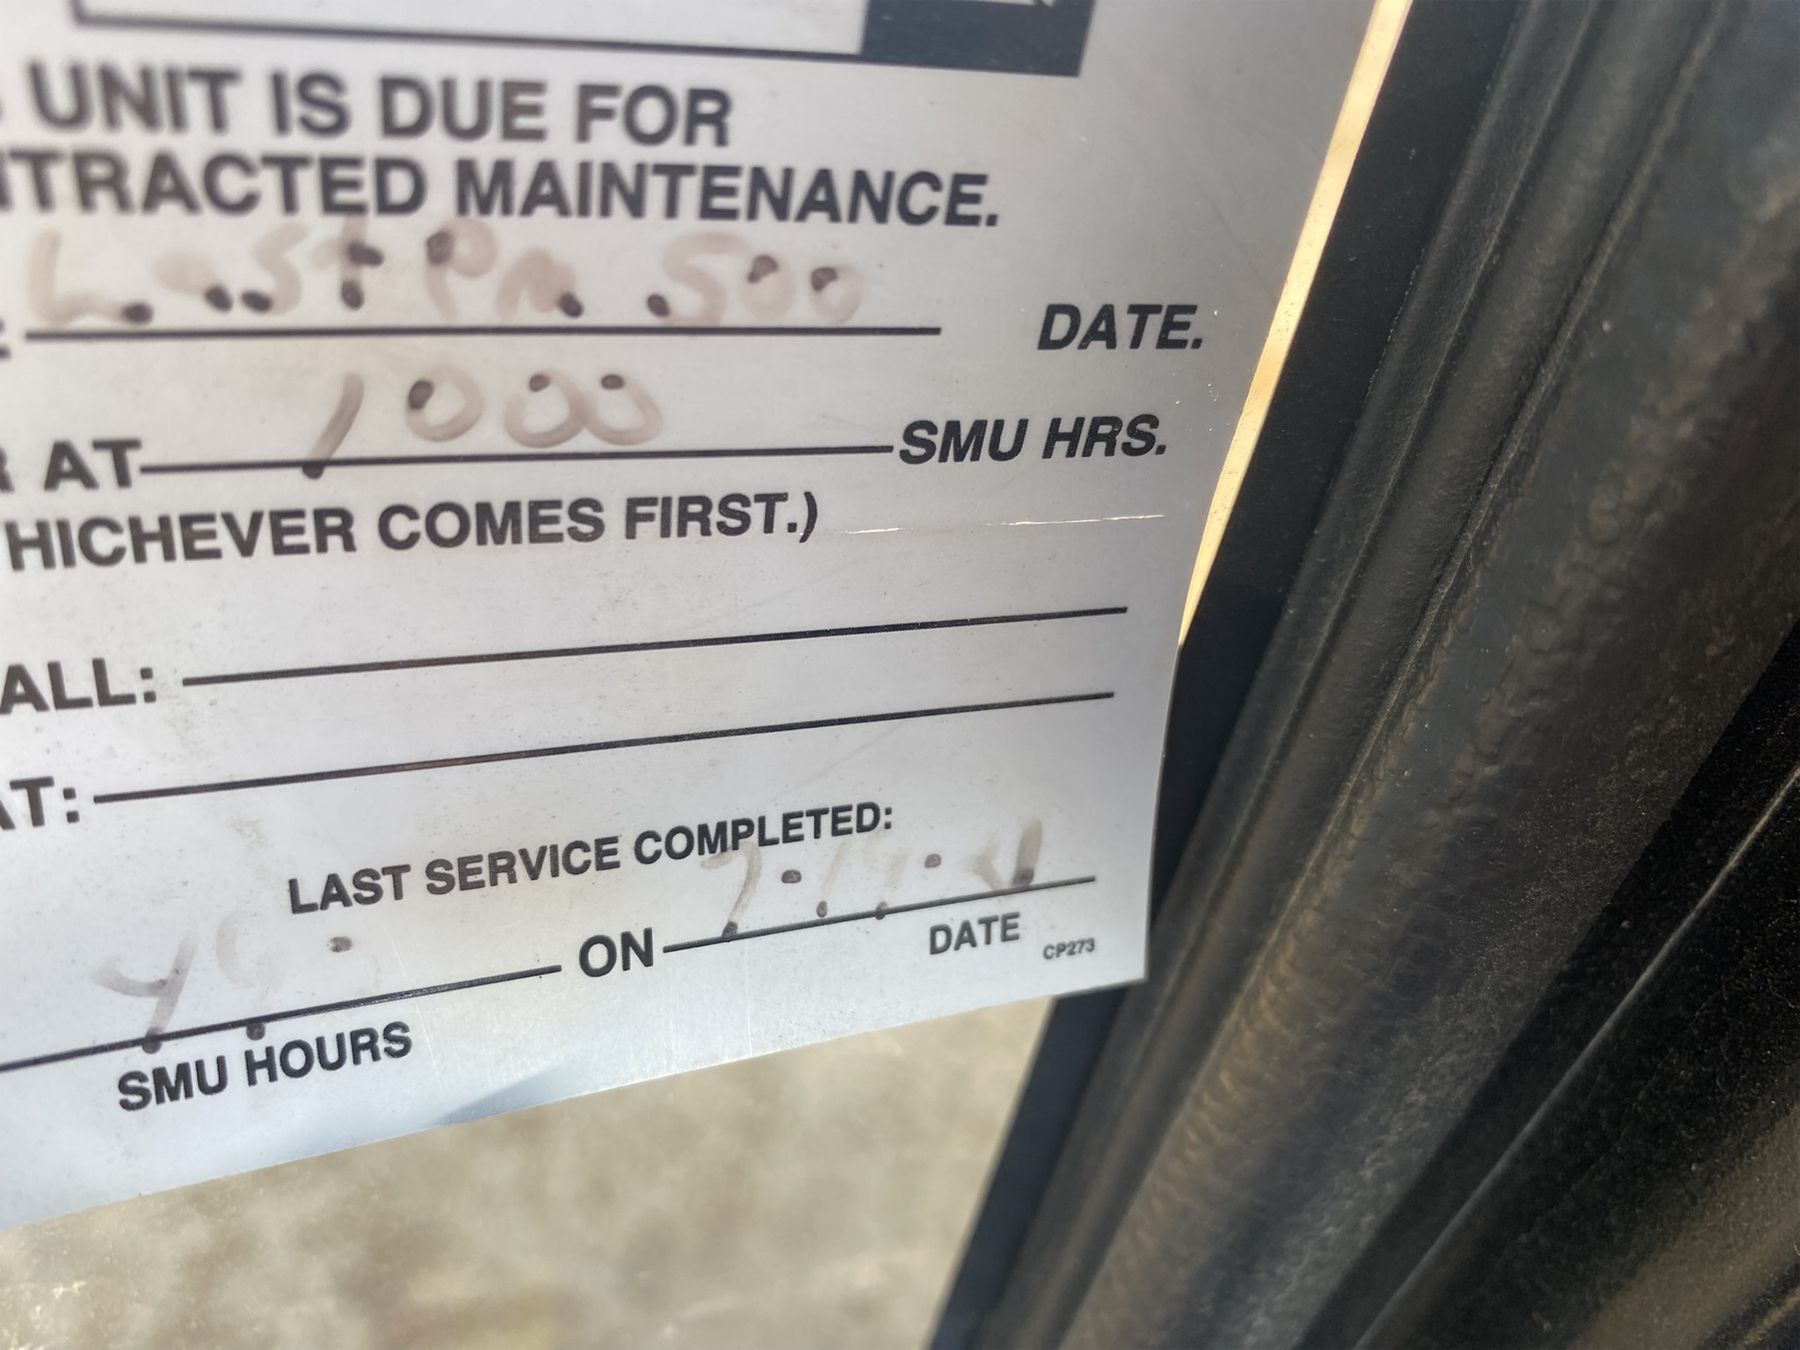 UNIT IS DUE FOR
NTRACTED MAINTENANCE.
Last Pm 500 DATE.
R AT 1000 SMU HRS.
HICHEVER COMES FIRST.)
ALL:
AT:
LAST SERVICE COMPLETED:
ON
SMU HOURS DATE CP273